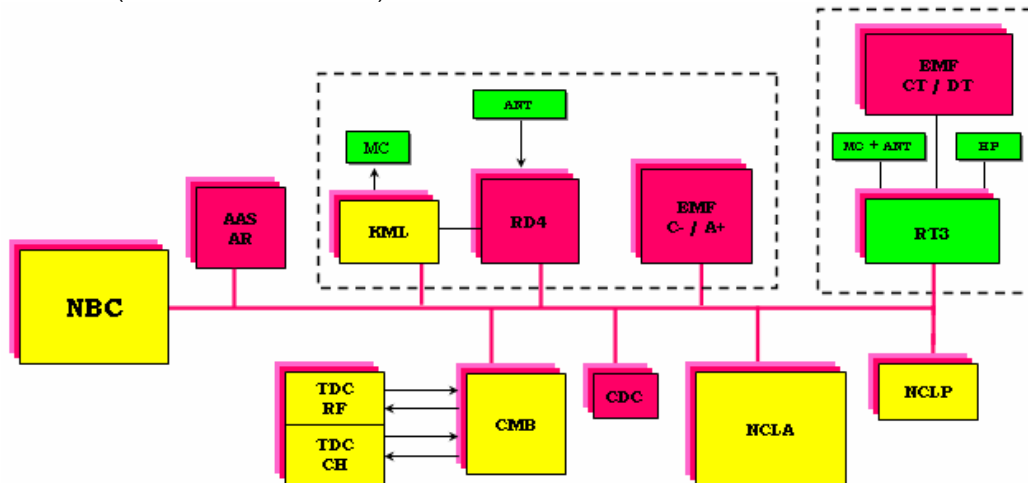 EMF
CT / DT
ANT
MC
MC + ANT
HP
AAS
AR
KML
RD4
EMF
C- / A+
RT3
NBC
TDC
RF
TDC
CH
CMB
CDC
NCLA
NCLP